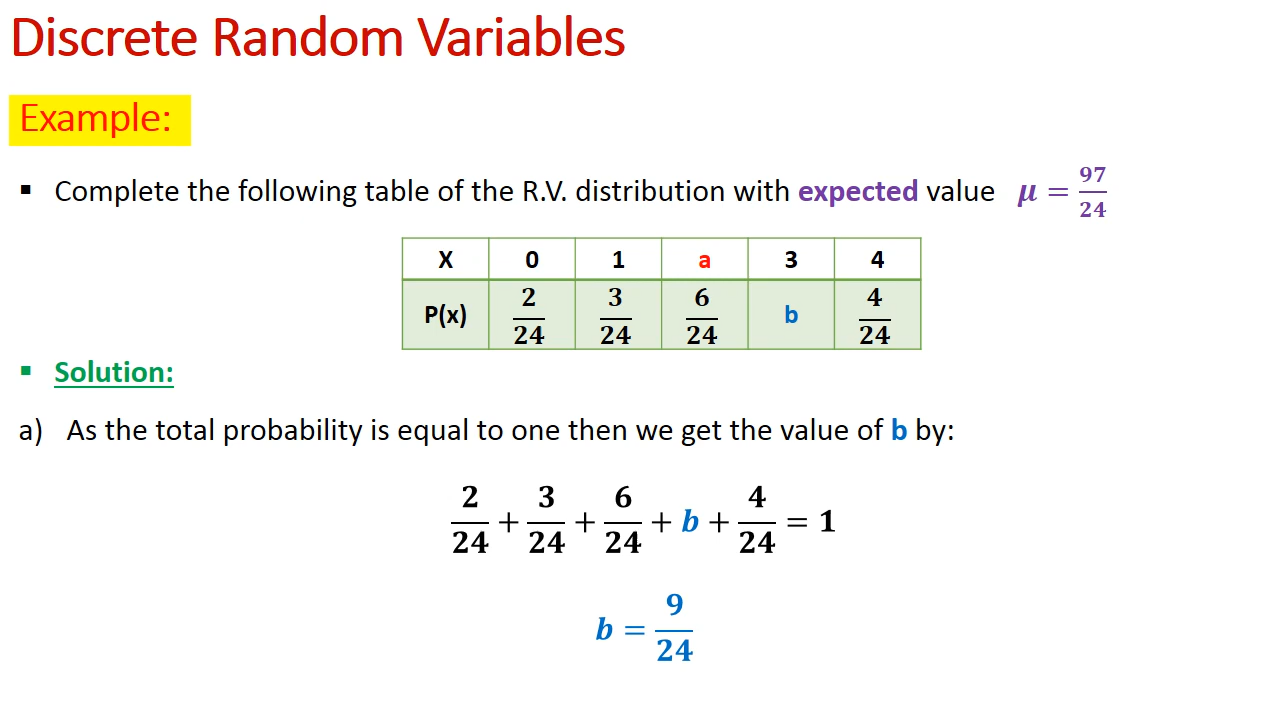 Discrete Random Variables
Example:
▪ Complete the following table of the R.V. distribution with expected value μ = 97/24
X 0 1 a 3 4
P(x) 2/24 3/24 6/24 b 4/24
▪ Solution:
a) As the total probability is equal to one then we get the value of b by:
2/24 + 3/24 + 6/24 + b + 4/24 = 1
b = 9/24